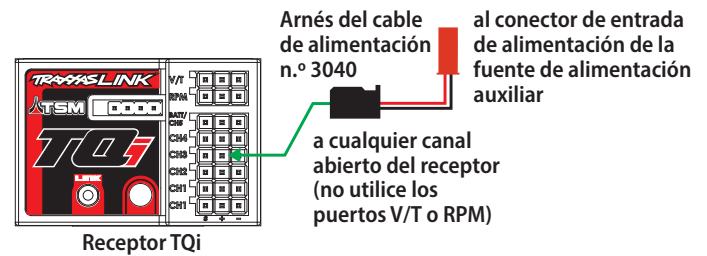 Arnés del cable
de alimentación
n.º 3040
al conector de entrada
de alimentación de la
fuente de alimentación
auxiliar
TRAXXAS LINK
TSM
TQi
LINK
V/T
RPM
BATT/
CH5
CH4
CH3
CH2
CH1
CH1
S + –
a cualquier canal
abierto del receptor
(no utilice los
puertos V/T o RPM)
Receptor TQi